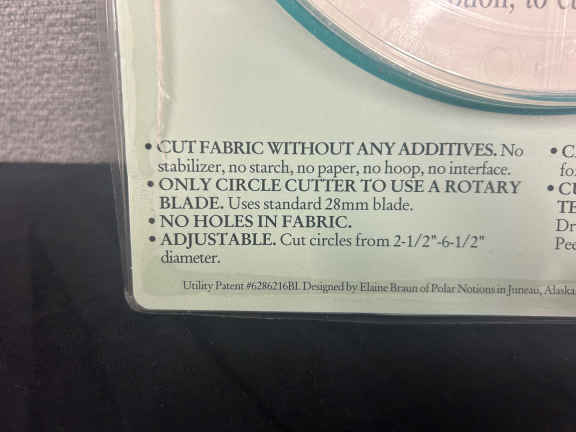 • CUT FABRIC WITHOUT ANY ADDITIVES. No
stabilizer, no starch, no paper, no hoop, no interface.
• ONLY CIRCLE CUTTER TO USE A ROTARY
BLADE. Uses standard 28mm blade.
• NO HOLES IN FABRIC.
• ADJUSTABLE. Cut circles from 2-1/2"-6-1/2"
diameter.
Utility Patent #6286216BI. Designed by Elaine Braun of Polar Notions in Juneau, Alaska